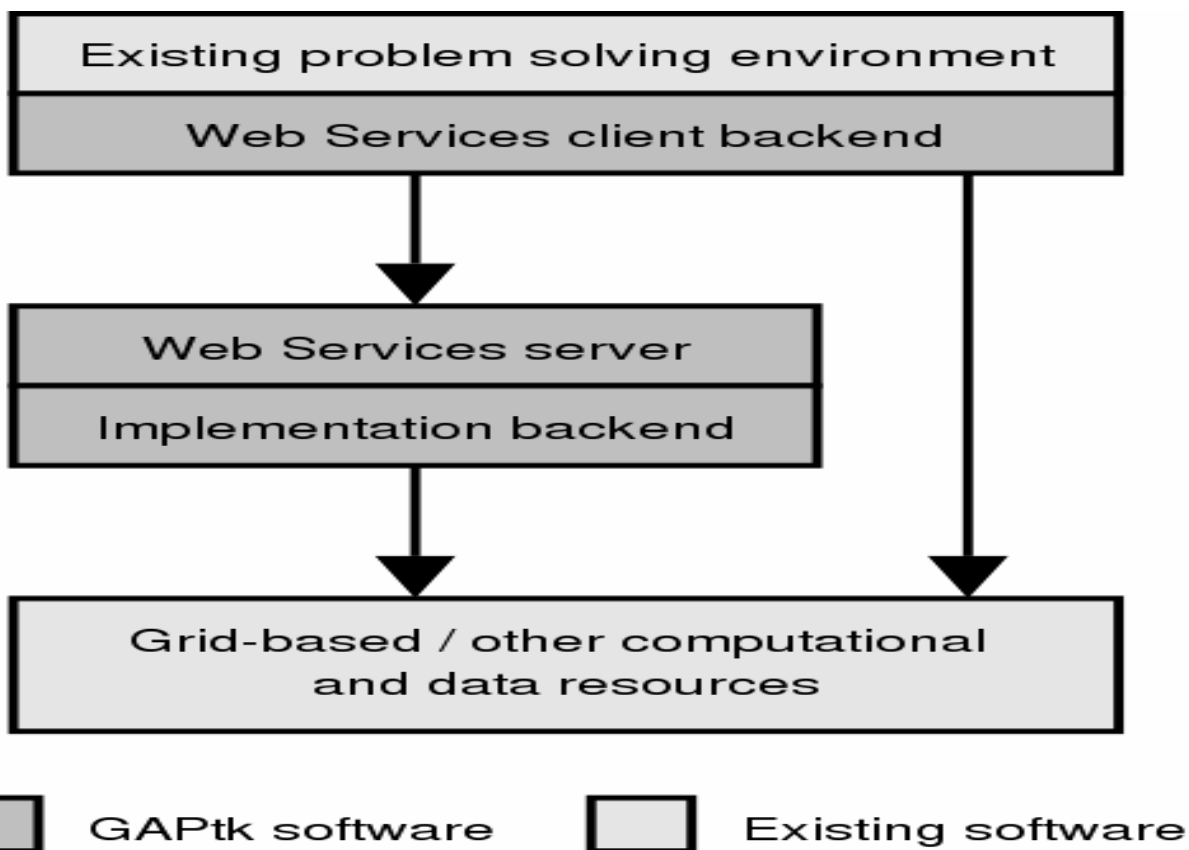 Existing problem solving environment
Web Services client backend
Web Services server
Implementation backend
Grid-based / other computational
and data resources
GAPtk software
Existing software